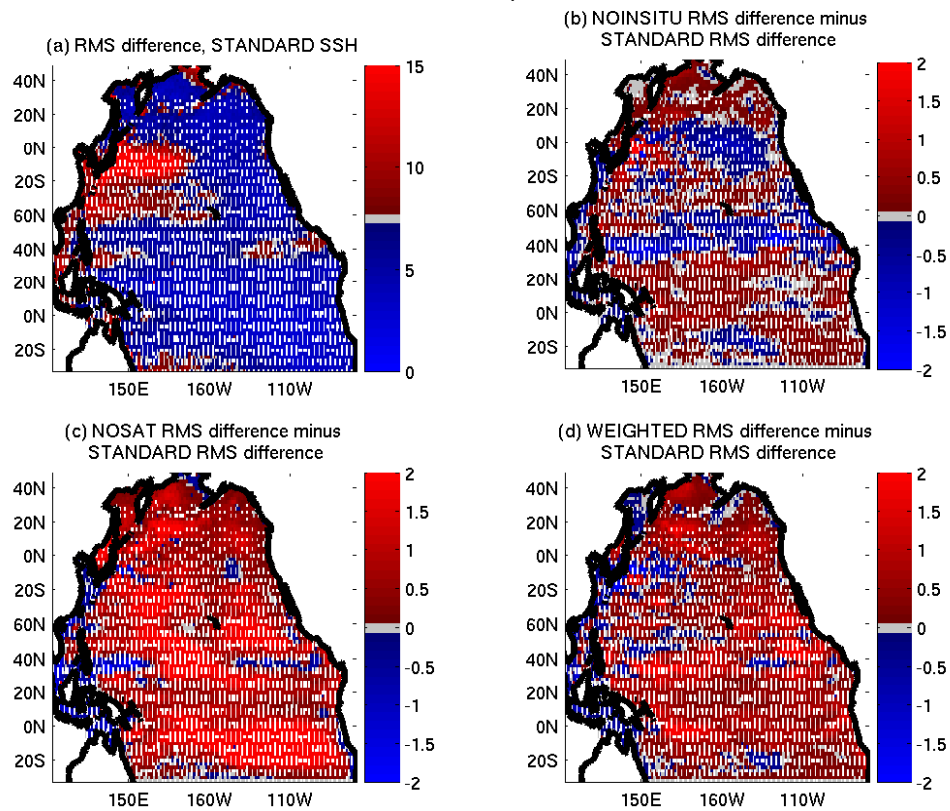 (a) RMS difference, STANDARD SSH
40N
20N
0N
20S
60N
40N
20N
0N
20S
150E 160W 110W
15
10
5
0
(b) NOINSITU RMS difference minus
STANDARD RMS difference
40N
20N
0N
20S
60N
40N
20N
0N
20S
150E 160W 110W
2
1.5
1
0.5
0
-0.5
-1
-1.5
-2
(c) NOSAT RMS difference minus
STANDARD RMS difference
40N
20N
0N
20S
60N
40N
20N
0N
20S
150E 160W 110W
2
1.5
1
0.5
0
-0.5
-1
-1.5
-2
(d) WEIGHTED RMS difference minus
STANDARD RMS difference
40N
20N
0N
20S
60N
40N
20N
0N
20S
150E 160W 110W
2
1.5
1
0.5
0
-0.5
-1
-1.5
-2